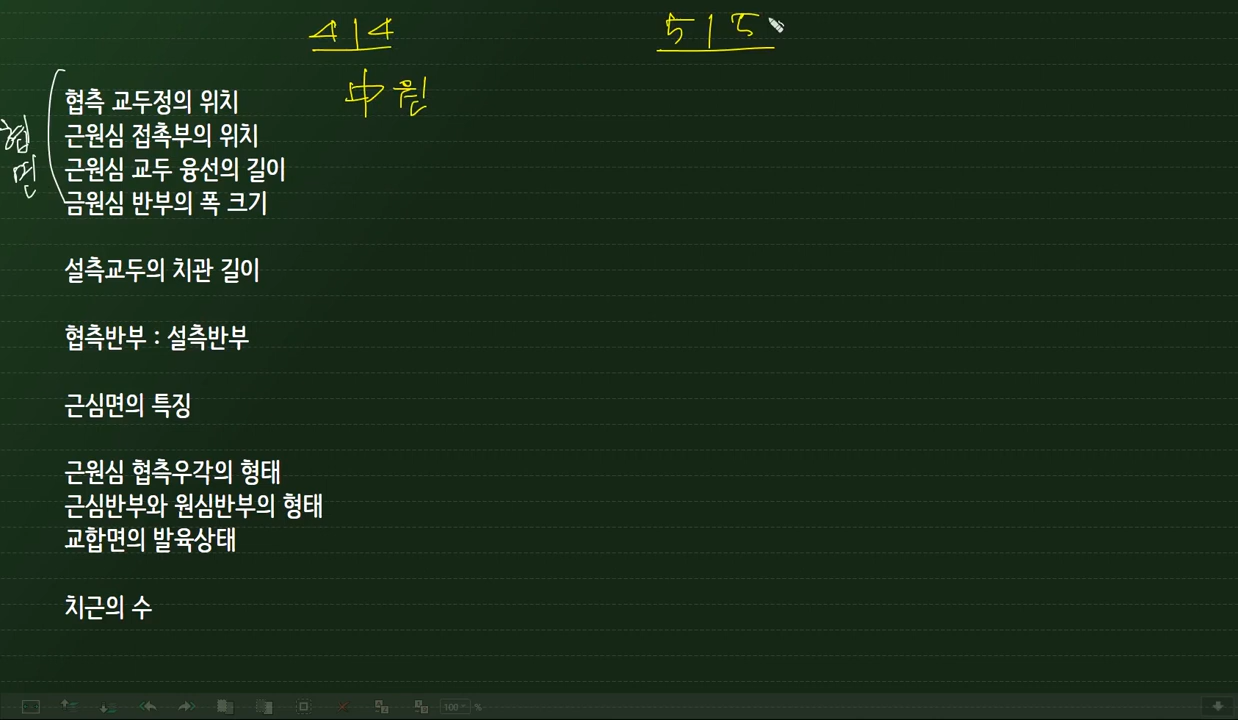 4 | 4
5 | 5
中 원
협면
협측 교두정의 위치
근원심 접촉부의 위치
근원심 교두 융선의 길이
금원심 반부의 폭 크기
설측교두의 치관 길이
협측반부 : 설측반부
근심면의 특징
근원심 협측우각의 형태
근심반부와 원심반부의 형태
교합면의 발육상태
치근의 수
100 %